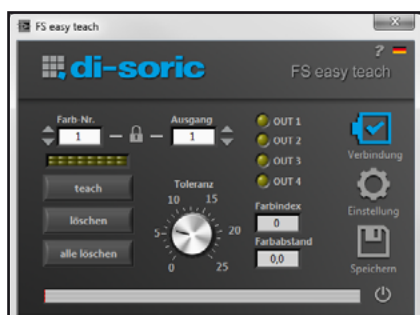 FS easy teach
?
di-soric
FS easy teach
Farb-Nr.
Ausgang
1
1
OUT 1
OUT 2
OUT 3
OUT 4
Verbindung
teach
löschen
alle löschen
Toleranz
0
5
10
15
20
25
Farbindex
0
Farbabstand
0,0
Einstellung
Speichern